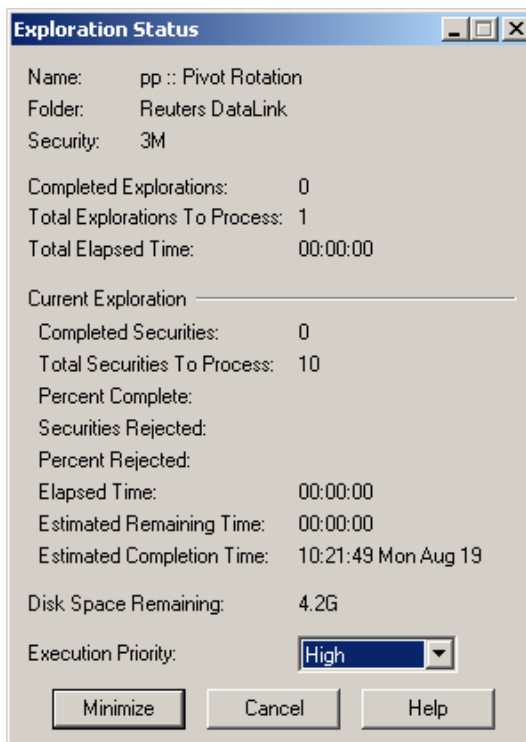 Exploration Status
Name: pp :: Pivot Rotation
Folder: Reuters DataLink
Security: 3M
Completed Explorations: 0
Total Explorations To Process: 1
Total Elapsed Time: 00:00:00
Current Exploration
Completed Securities: 0
Total Securities To Process: 10
Percent Complete:
Securities Rejected:
Percent Rejected:
Elapsed Time: 00:00:00
Estimated Remaining Time: 00:00:00
Estimated Completion Time: 10:21:49 Mon Aug 19
Disk Space Remaining: 4.2G
Execution Priority: High
Minimize Cancel Help